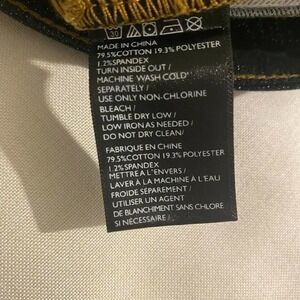 MADE IN CHINA
79.5%COTTON 19.3% POLYESTER
1.2%SPANDEX
TURN INSIDE OUT /
MACHINE WASH COLD
SEPARATELY /
USE ONLY NON-CHLORINE
BLEACH /
TUMBLE DRY LOW /
LOW IRON AS NEEDED /
DO NOT DRY CLEAN/
FABRIQUE EN CHINE
79.5%COTTON 19.3% POLYESTER
1.2%SPANDEX
METTRE A L'ENVERS /
LAVER À LA MACHINE À L'EAU
FROIDE SÉPAREMENT /
UTILISER UN AGENT
DE BLANCHIMENT SANS CHLORE
SI NÉCESSAIRE /